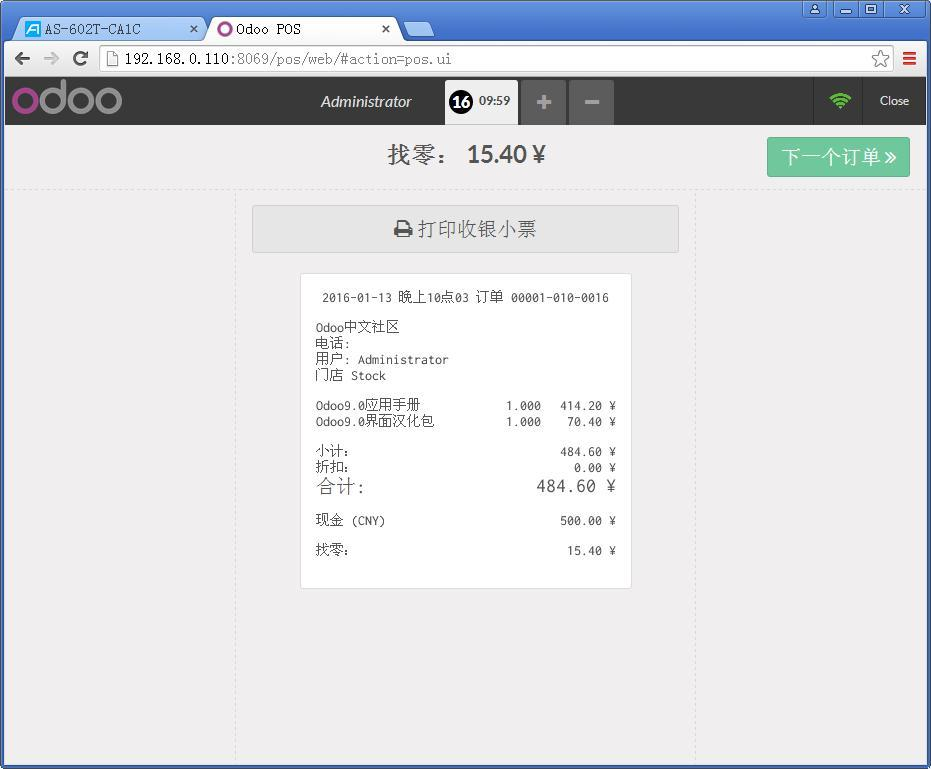 AS-602T-CA1C
Odoo POS
192.168.0.110:8069/pos/web/#action=pos.ui
odoo Administrator 16 09:59 + − Close
找零: 15.40 ¥
下一个订单 »
打印收银小票
2016-01-13 晚上10点03 订单 00001-010-0016
Odoo中文社区
电话:
用户: Administrator
门店 Stock
Odoo9.0应用手册 1.000 414.20 ¥
Odoo9.0界面汉化包 1.000 70.40 ¥
小计: 484.60 ¥
折扣: 0.00 ¥
合计: 484.60 ¥
现金 (CNY) 500.00 ¥
找零: 15.40 ¥